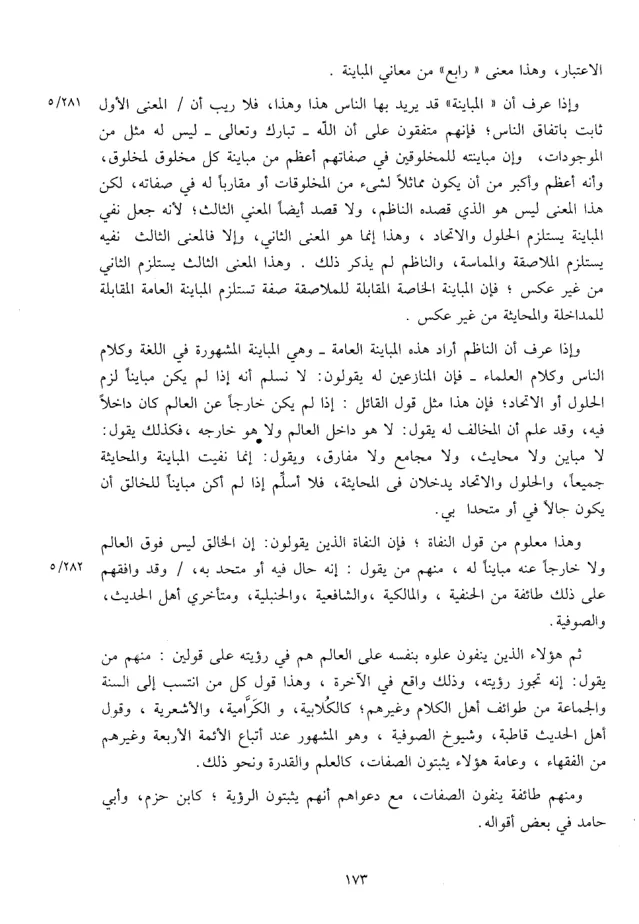 الاعتبار، وهذا معنى « رابع» من معاني المباينة .
وإذا عرف أن « المباينة» قد يريد بها الناس هذا وهذا، فلا ريب أن / المعنى الأول ٥/٢٨١
ثابت باتفاق الناس؛ فإنهم متفقون على أن اللّه ـ تبارك وتعالى ـ ليس له مثل من
الموجودات، وإن مباينته للمخلوقين في صفاتهم أعظم من مباينة كل مخلوق لمخلوق،
وأنه أعظم وأكبر من أن يكون مماثلاً لشيء من المخلوقات أو مقارباً له في صفاته، لكن
هذا المعنى ليس هو الذي قصده الناظم، ولا قصد أيضاً المعني الثالث؛ لأنه جعل نفي
المباينة يستلزم الحلول والاتحاد ، وهذا إنما هو المعنى الثاني، وإلا فالمعنى الثالث نفيه
يستلزم الملاصقة والمماسة، والناظم لم يذكر ذلك . وهذا المعنى الثالث يستلزم الثاني
من غير عكس ؛ فإن المباينة الخاصة المقابلة للملاصقة صفة تستلزم المباينة العامة المقابلة
للمداخلة والمحايثة من غير عكس .
وإذا عرف أن الناظم أراد هذه المباينة العامة ـ وهي المباينة المشهورة في اللغة وكلام
الناس وكلام العلماء ـ فإن المنازعين له يقولون: لا نسلم أنه إذا لم يكن مبايناً لزم
الحلول أو الاتحاد؛ فإن هذا مثل قول القائل : إذا لم يكن خارجاً عن العالم كان داخلاً
فيه، وقد علم أن المخالف له يقول: لا هو داخل العالم ولا هو خارجه ،فكذلك يقول:
لا مباين ولا محايث، ولا مجامع ولا مفارق، ويقول: إنما نفيت المباينة والمحايثة
جميعاً، والحلول والاتحاد يدخلان فى المحايثة، فلا أسلِّم إذا لم أكن مبايناً للخالق أن
يكون حالاً في أو متحدا بي.
وهذا معلوم من قول النفاة ؛ فإن النفاة الذين يقولون: إن الخالق ليس فوق العالم
ولا خارجاً عنه مبايناً له ، منهم من يقول : إنه حال فيه أو متحد به، / وقد وافقهم ٥/٢٨٢
على ذلك طائفة من الحنفية ، والمالكية ،والشافعية ،والحنبلية، ومتأخري أهل الحديث،
والصوفية.
ثم هؤلاء الذين ينفون علوه بنفسه على العالم هم في رؤيته على قولين : منهم من
يقول: إنه تجوز رؤيته، وذلك واقع في الآخرة ، وهذا قول كل من انتسب إلى السنة
والجماعة من طوائف أهل الكلام وغيرهم؛ كالكُلابية، و الكَرَّامية، والأشعرية ، وقول
أهل الحديث قاطبة، وشيوخ الصوفية ، وهو المشهور عند أتباع الأئمة الأربعة وغيرهم
من الفقهاء ، وعامة هؤلاء يثبتون الصفات، كالعلم والقدرة ونحو ذلك.
ومنهم طائفة ينفون الصفات، مع دعواهم أنهم يثبتون الرؤية ؛ كابن حزم، وأبي
حامد في بعض أقواله.
١٧٣